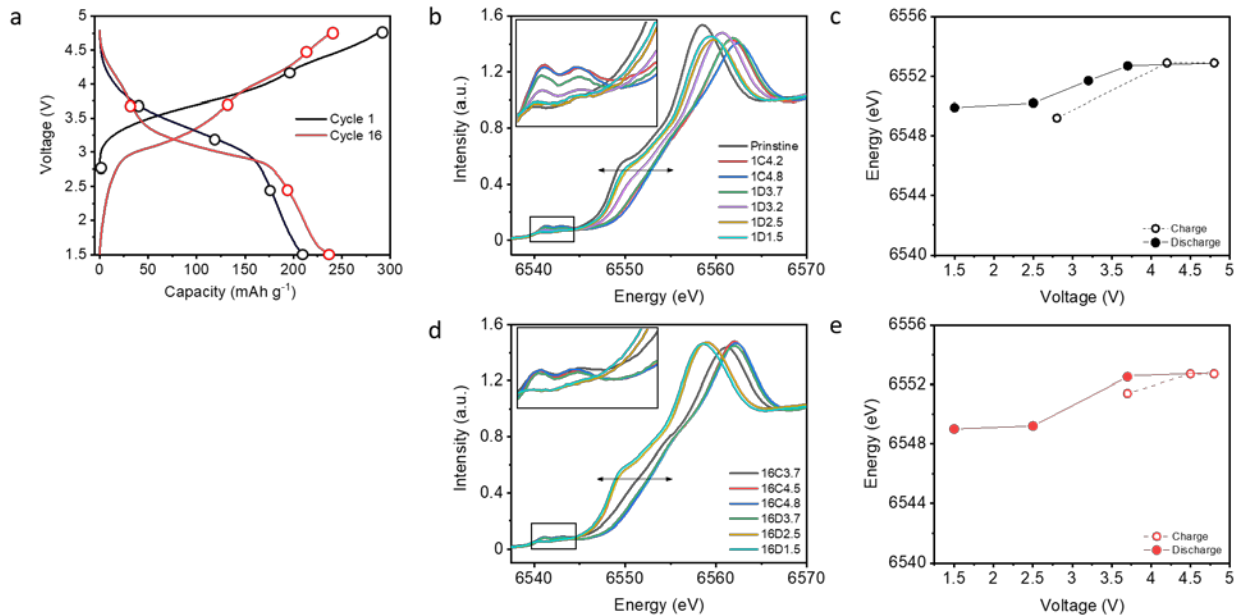 a
5
4
3
2
1.5
Voltage (V)
0
50
100
150
200
250
300
Capacity (mAh g⁻¹)
Cycle 1
Cycle 16
b
1.6
1.2
0.8
0.4
0
Intensity (a.u.)
6540
6550
6560
6570
Energy (eV)
Prinstine
1C4.2
1C4.8
1D3.7
1D3.2
1D2.5
1D1.5
c
6556
6552
6548
6544
6540
Energy (eV)
1.5
2
2.5
3
3.5
4
4.5
5
Voltage (V)
Charge
Discharge
d
1.6
1.2
0.8
0.4
0
Intensity (a.u.)
6540
6550
6560
6570
Energy (eV)
16C3.7
16C4.5
16C4.8
16D3.7
16D2.5
16D1.5
e
6556
6552
6548
6544
6540
Energy (eV)
1.5
2
2.5
3
3.5
4
4.5
5
Voltage (V)
Charge
Discharge